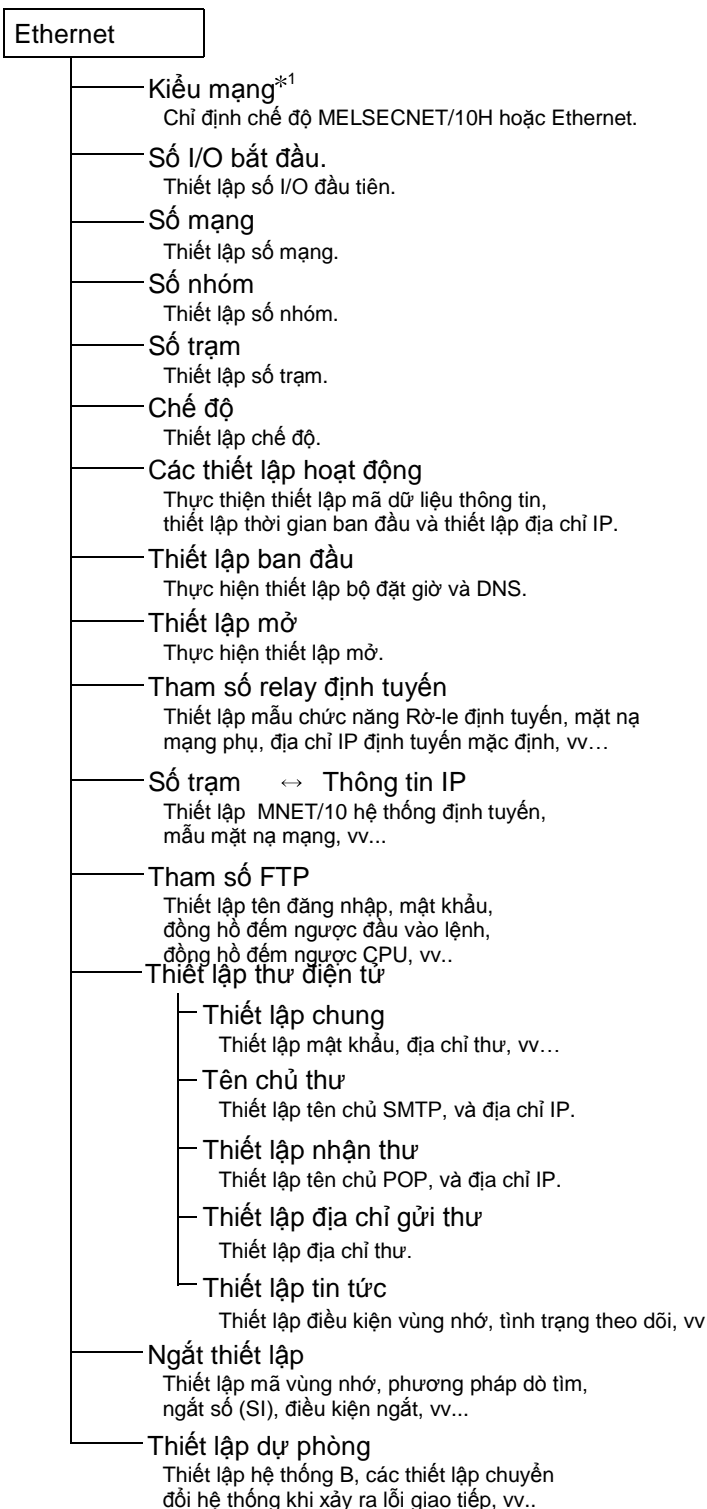 Ethernet
Kiểu mạng*1
Chỉ định chế độ MELSECNET/10H hoặc Ethernet.
Số I/O bắt đầu.
Thiết lập số I/O đầu tiên.
Số mạng
Thiết lập số mạng.
Số nhóm
Thiết lập số nhóm.
Số trạm
Thiết lập số trạm.
Chế độ
Thiết lập chế độ.
Các thiết lập hoạt động
Thực thiện thiết lập mã dữ liệu thông tin,
thiết lập thời gian ban đầu và thiết lập địa chỉ IP.
Thiết lập ban đầu
Thực hiện thiết lập bộ đặt giờ và DNS.
Thiết lập mở
Thực hiện thiết lập mở.
Tham số relay định tuyến
Thiết lập mẫu chức năng Rờ-le định tuyến, mặt nạ
mạng phụ, địa chỉ IP định tuyến mặc định, vv…
Số trạm ↔ Thông tin IP
Thiết lập MNET/10 hệ thống định tuyến,
mẫu mặt nạ mạng, vv...
Tham số FTP
Thiết lập tên đăng nhập, mật khẩu,
đồng hồ đếm ngược đầu vào lệnh,
đồng hồ đếm ngược CPU, vv..
Thiết lập thư điện tử
Thiết lập chung
Thiết lập mật khẩu, địa chỉ thư, vv…
Tên chủ thư
Thiết lập tên chủ SMTP, và địa chỉ IP.
Thiết lập nhận thư
Thiết lập tên chủ POP, và địa chỉ IP.
Thiết lập địa chỉ gửi thư
Thiết lập địa chỉ thư.
Thiết lập tin tức
Thiết lập điều kiện vùng nhớ, tình trạng theo dõi, vv
Ngắt thiết lập
Thiết lập mã vùng nhớ, phương pháp dò tìm,
ngắt số (SI), điều kiện ngắt, vv...
Thiết lập dự phòng
Thiết lập hệ thống B, các thiết lập chuyển
đổi hệ thống khi xảy ra lỗi giao tiếp, vv..